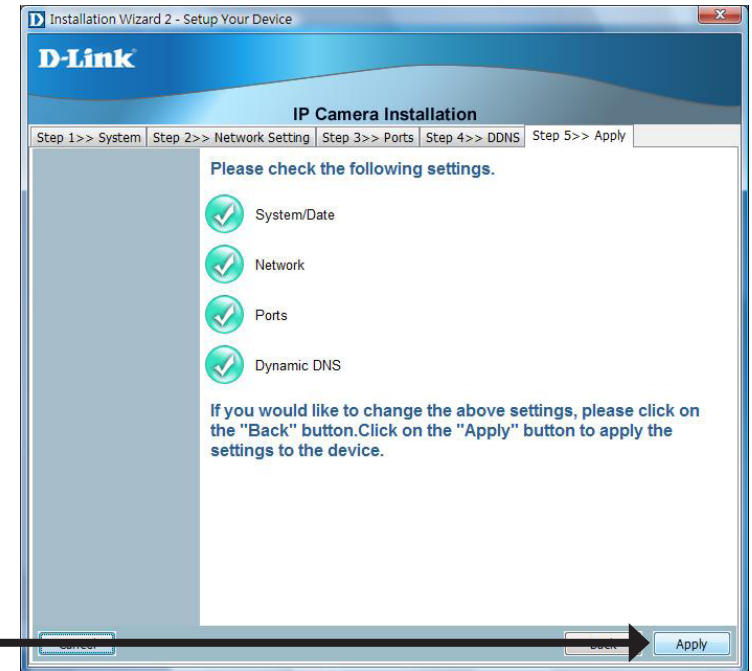 Installation Wizard 2 - Setup Your Device
D-Link
IP Camera Installation
Step 1>> System Step 2>> Network Setting Step 3>> Ports Step 4>> DDNS Step 5>> Apply
Please check the following settings.
System/Date
Network
Ports
Dynamic DNS
If you would like to change the above settings, please click on
the "Back" button.Click on the "Apply" button to apply the
settings to the device.
Cancel Back Apply